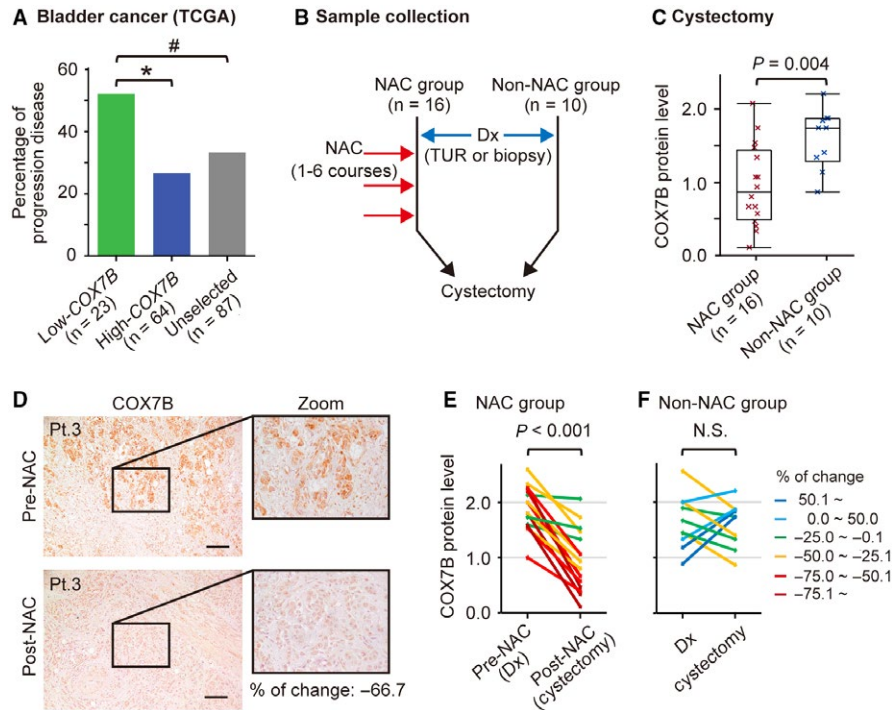 A Bladder cancer (TCGA)
#
*
60
40
20
0
Percentage of
progression disease
Low-COX7B
(n = 23)
High-COX7B
(n = 64)
Unselected
(n = 87)
B Sample collection
NAC group
(n = 16)
Non-NAC group
(n = 10)
Dx
(TUR or biopsy)
NAC
(1-6 courses)
Cystectomy
C Cystectomy
P = 0.004
2.0
1.0
0.0
COX7B protein level
NAC group
(n = 16)
Non-NAC group
(n = 10)
D
COX7B
Zoom
Pt.3
Pre-NAC
Pt.3
Post-NAC
% of change: –66.7
E NAC group
P < 0.001
2.0
1.0
0.0
COX7B protein level
Pre-NAC
(Dx)
Post-NAC
(cystectomy)
F Non-NAC group
N.S.
Dx
cystectomy
% of change
50.1 ~
0.0 ~ 50.0
–25.0 ~ –0.1
–50.0 ~ –25.1
–75.0 ~ –50.1
–75.1 ~